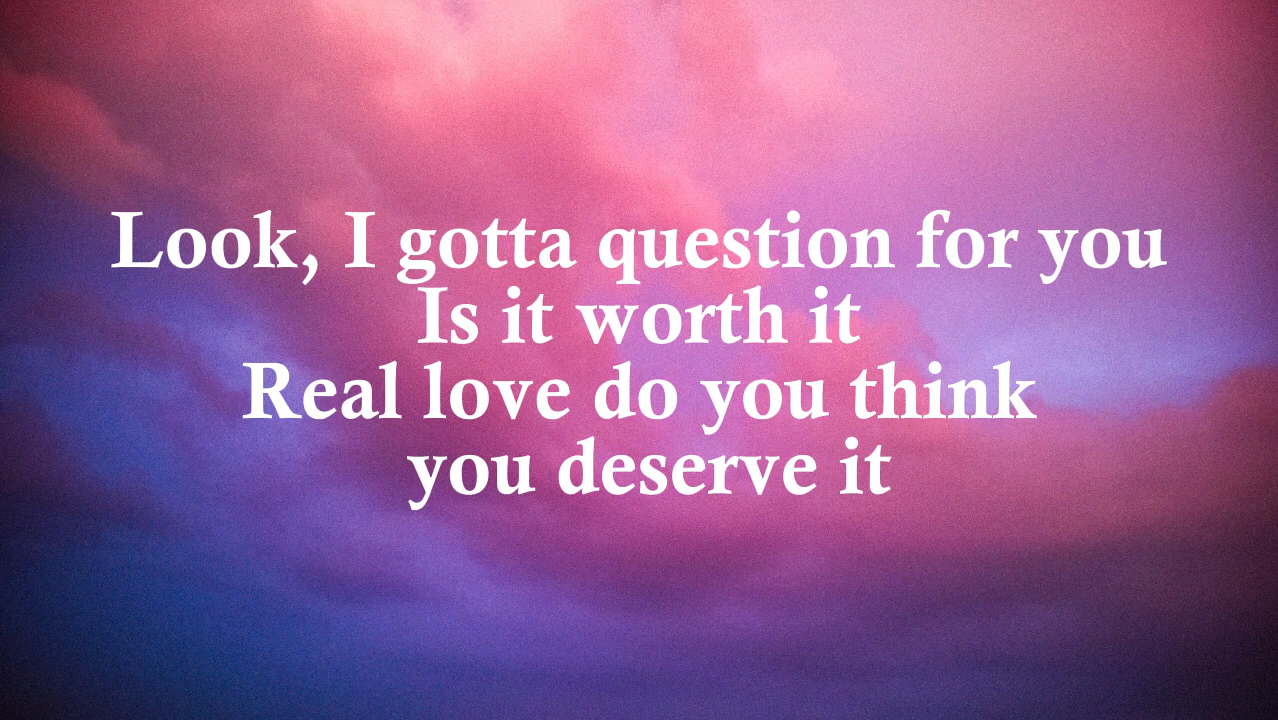 Look, I gotta question for you
Is it worth it
Real love do you think
you deserve it